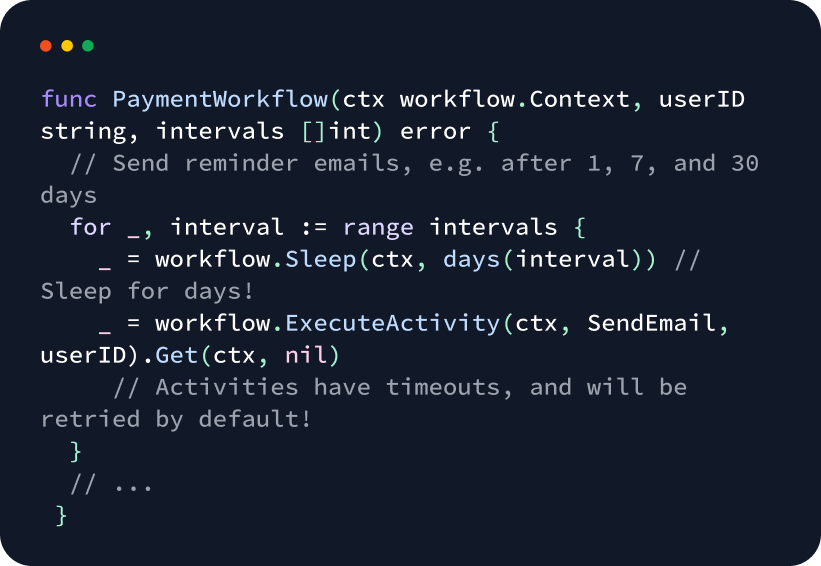 func PaymentWorkflow(ctx workflow.Context, userID
string, intervals []int) error {
  // Send reminder emails, e.g. after 1, 7, and 30
days
  for _, interval := range intervals {
    _ = workflow.Sleep(ctx, days(interval)) //
Sleep for days!
    _ = workflow.ExecuteActivity(ctx, SendEmail,
userID).Get(ctx, nil)
     // Activities have timeouts, and will be
retried by default!
  }
  // ...
 }